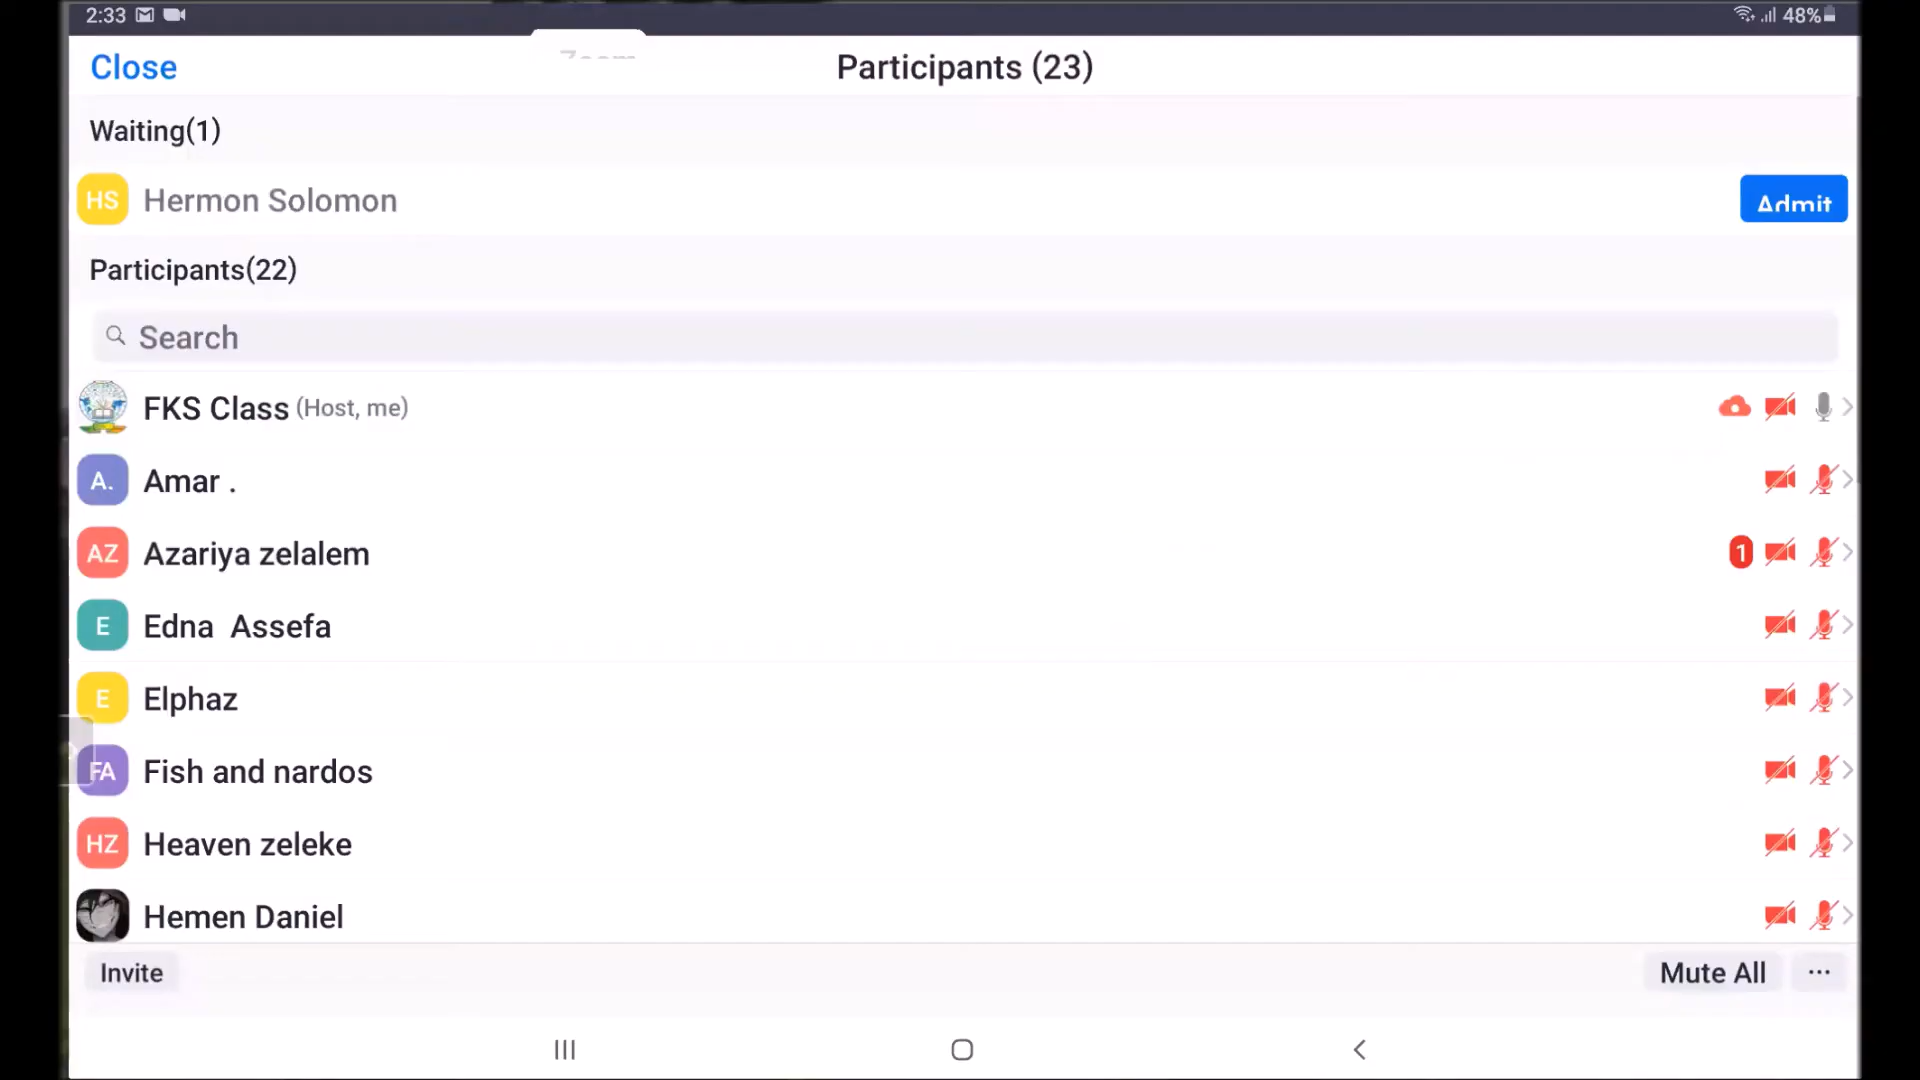 2:33
48%
Close
Zoom
Participants (23)
Waiting(1)
HS Hermon Solomon
Admit
Participants(22)
Search
FKS Class (Host, me)
A. Amar .
AZ Azariya zelalem
1
E Edna Assefa
E Elphaz
FA Fish and nardos
HZ Heaven zeleke
Hemen Daniel
Invite
Mute All
...